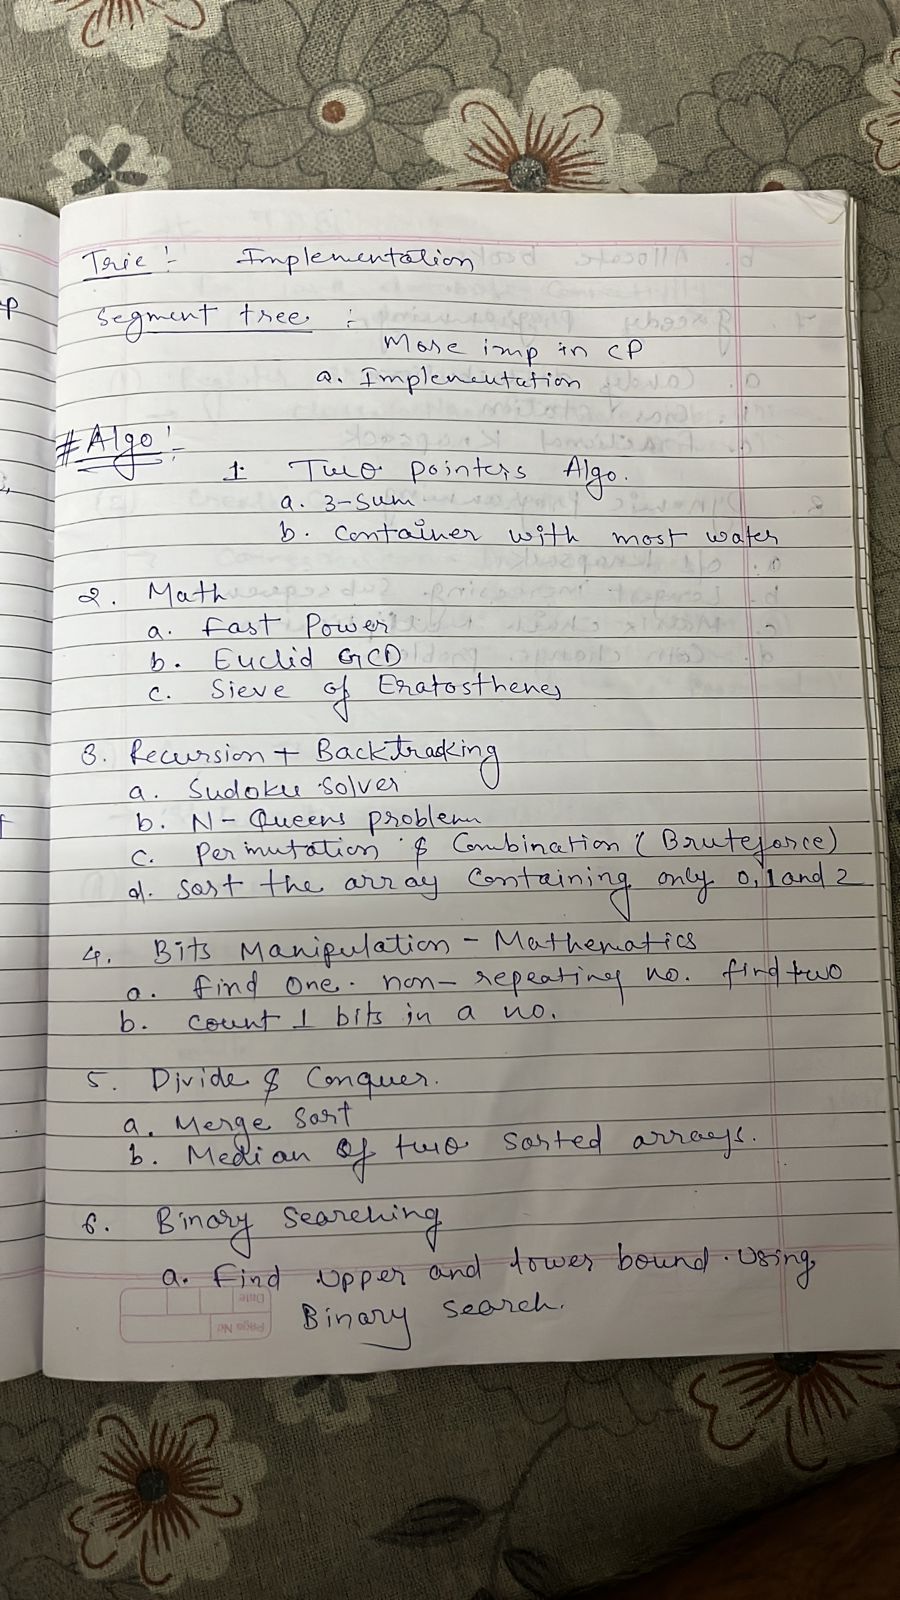 Trie :- Implementation
Segment tree :-
More imp in CP
a. Implementation
# Algo :-
1. Two pointers Algo.
a. 3-Sum
b. Container with most water
2. Math
a. Fast Power
b. Euclid GCD
c. Sieve of Eratosthenes
3. Recursion + Backtracking
a. Sudoku Solver
b. N-Queens problem
c. Permutation & Combination (Bruteforce)
d. Sort the array Containing only 0, 1 and 2
4. Bits Manipulation - Mathematics
a. find one non-repeating no. find two
b. count 1 bits in a no.
5. Divide & Conquer.
a. Merge Sort
b. Median of two sorted arrays.
6. Binary Searching
a. Find upper and lower bound using
Binary search.
Page No
Date